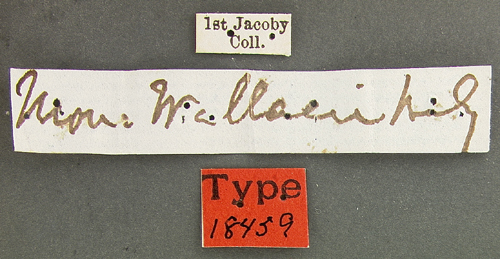 1st Jacoby
Coll.
Mon. Wallacei
Type
18459